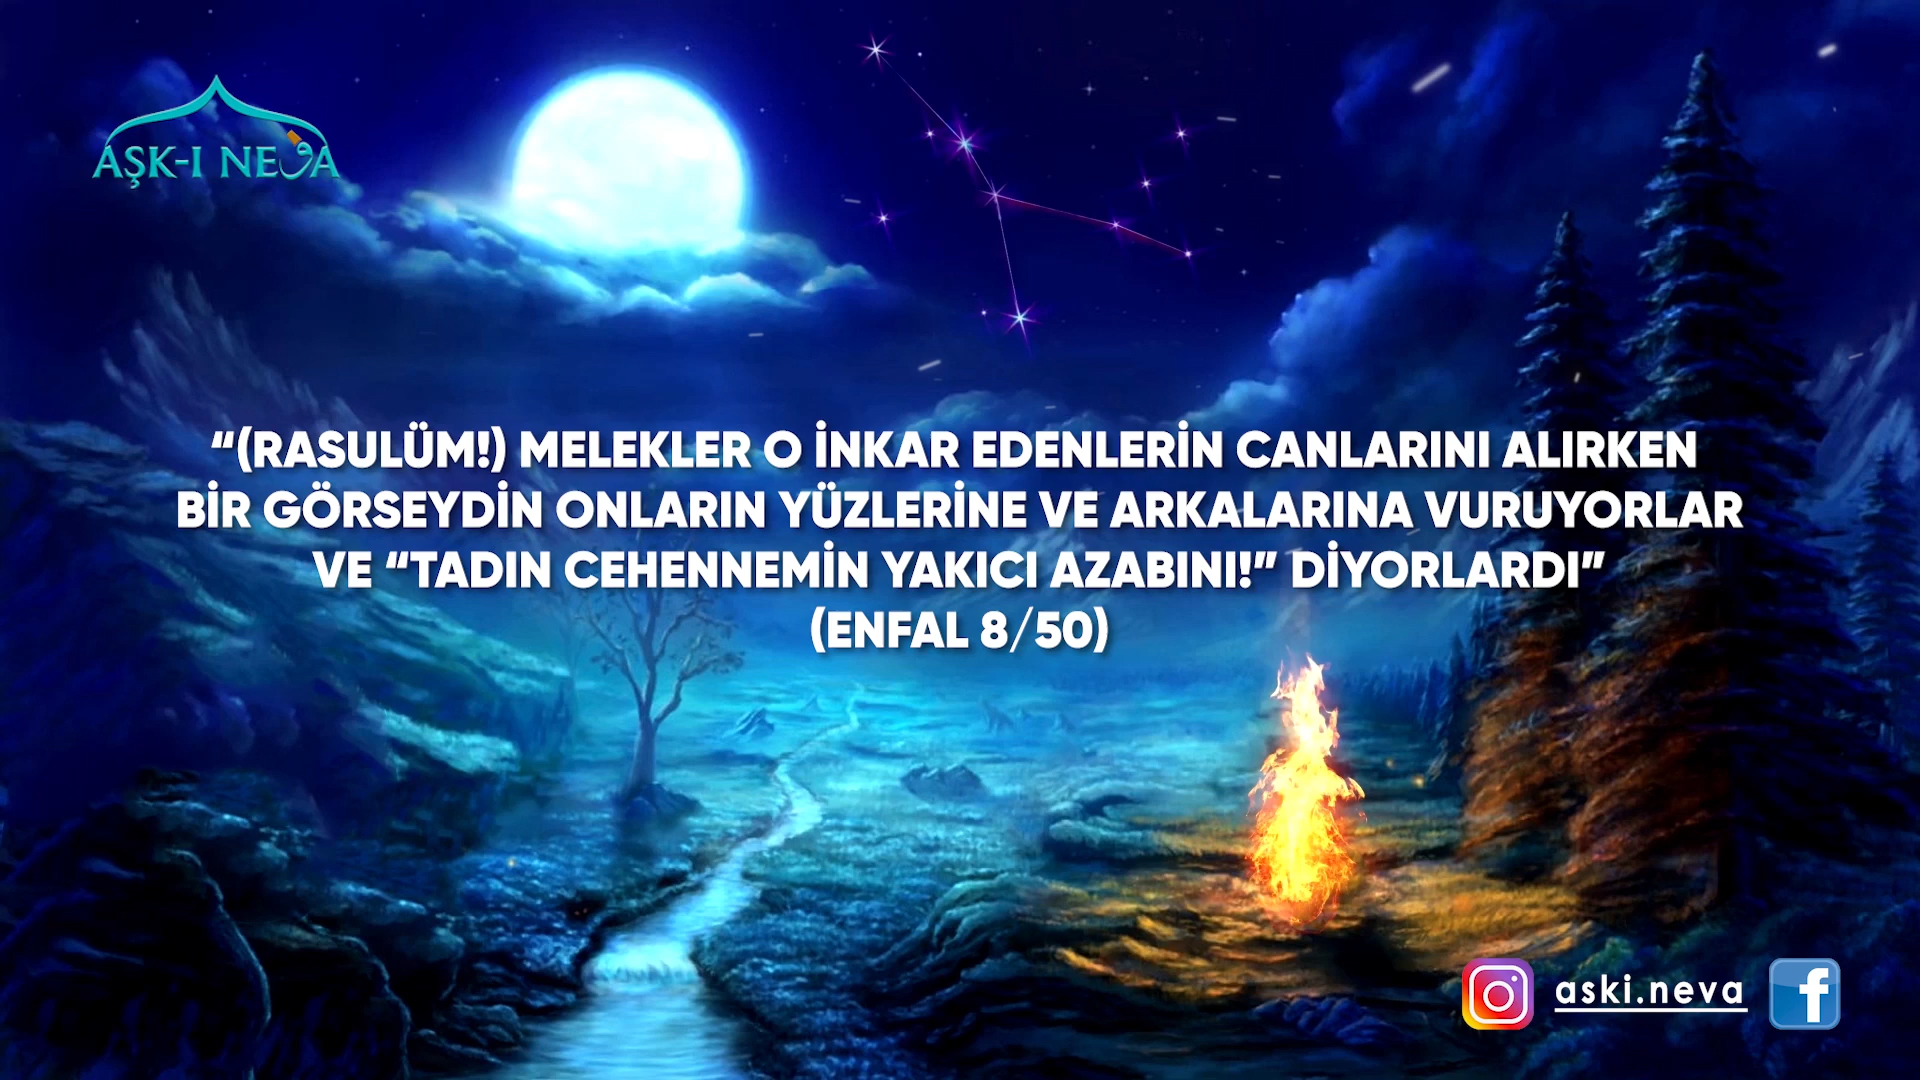 AŞK-I NEVA
“(RASULÜM!) MELEKLER O İNKAR EDENLERİN CANLARINI ALIRKEN
BİR GÖRSEYDİN ONLARIN YÜZLERİNE VE ARKALARINA VURUYORLAR
VE “TADIN CEHENNEMİN YAKICI AZABINI!” DİYORLARDI”
(ENFAL 8/50)
aski.neva